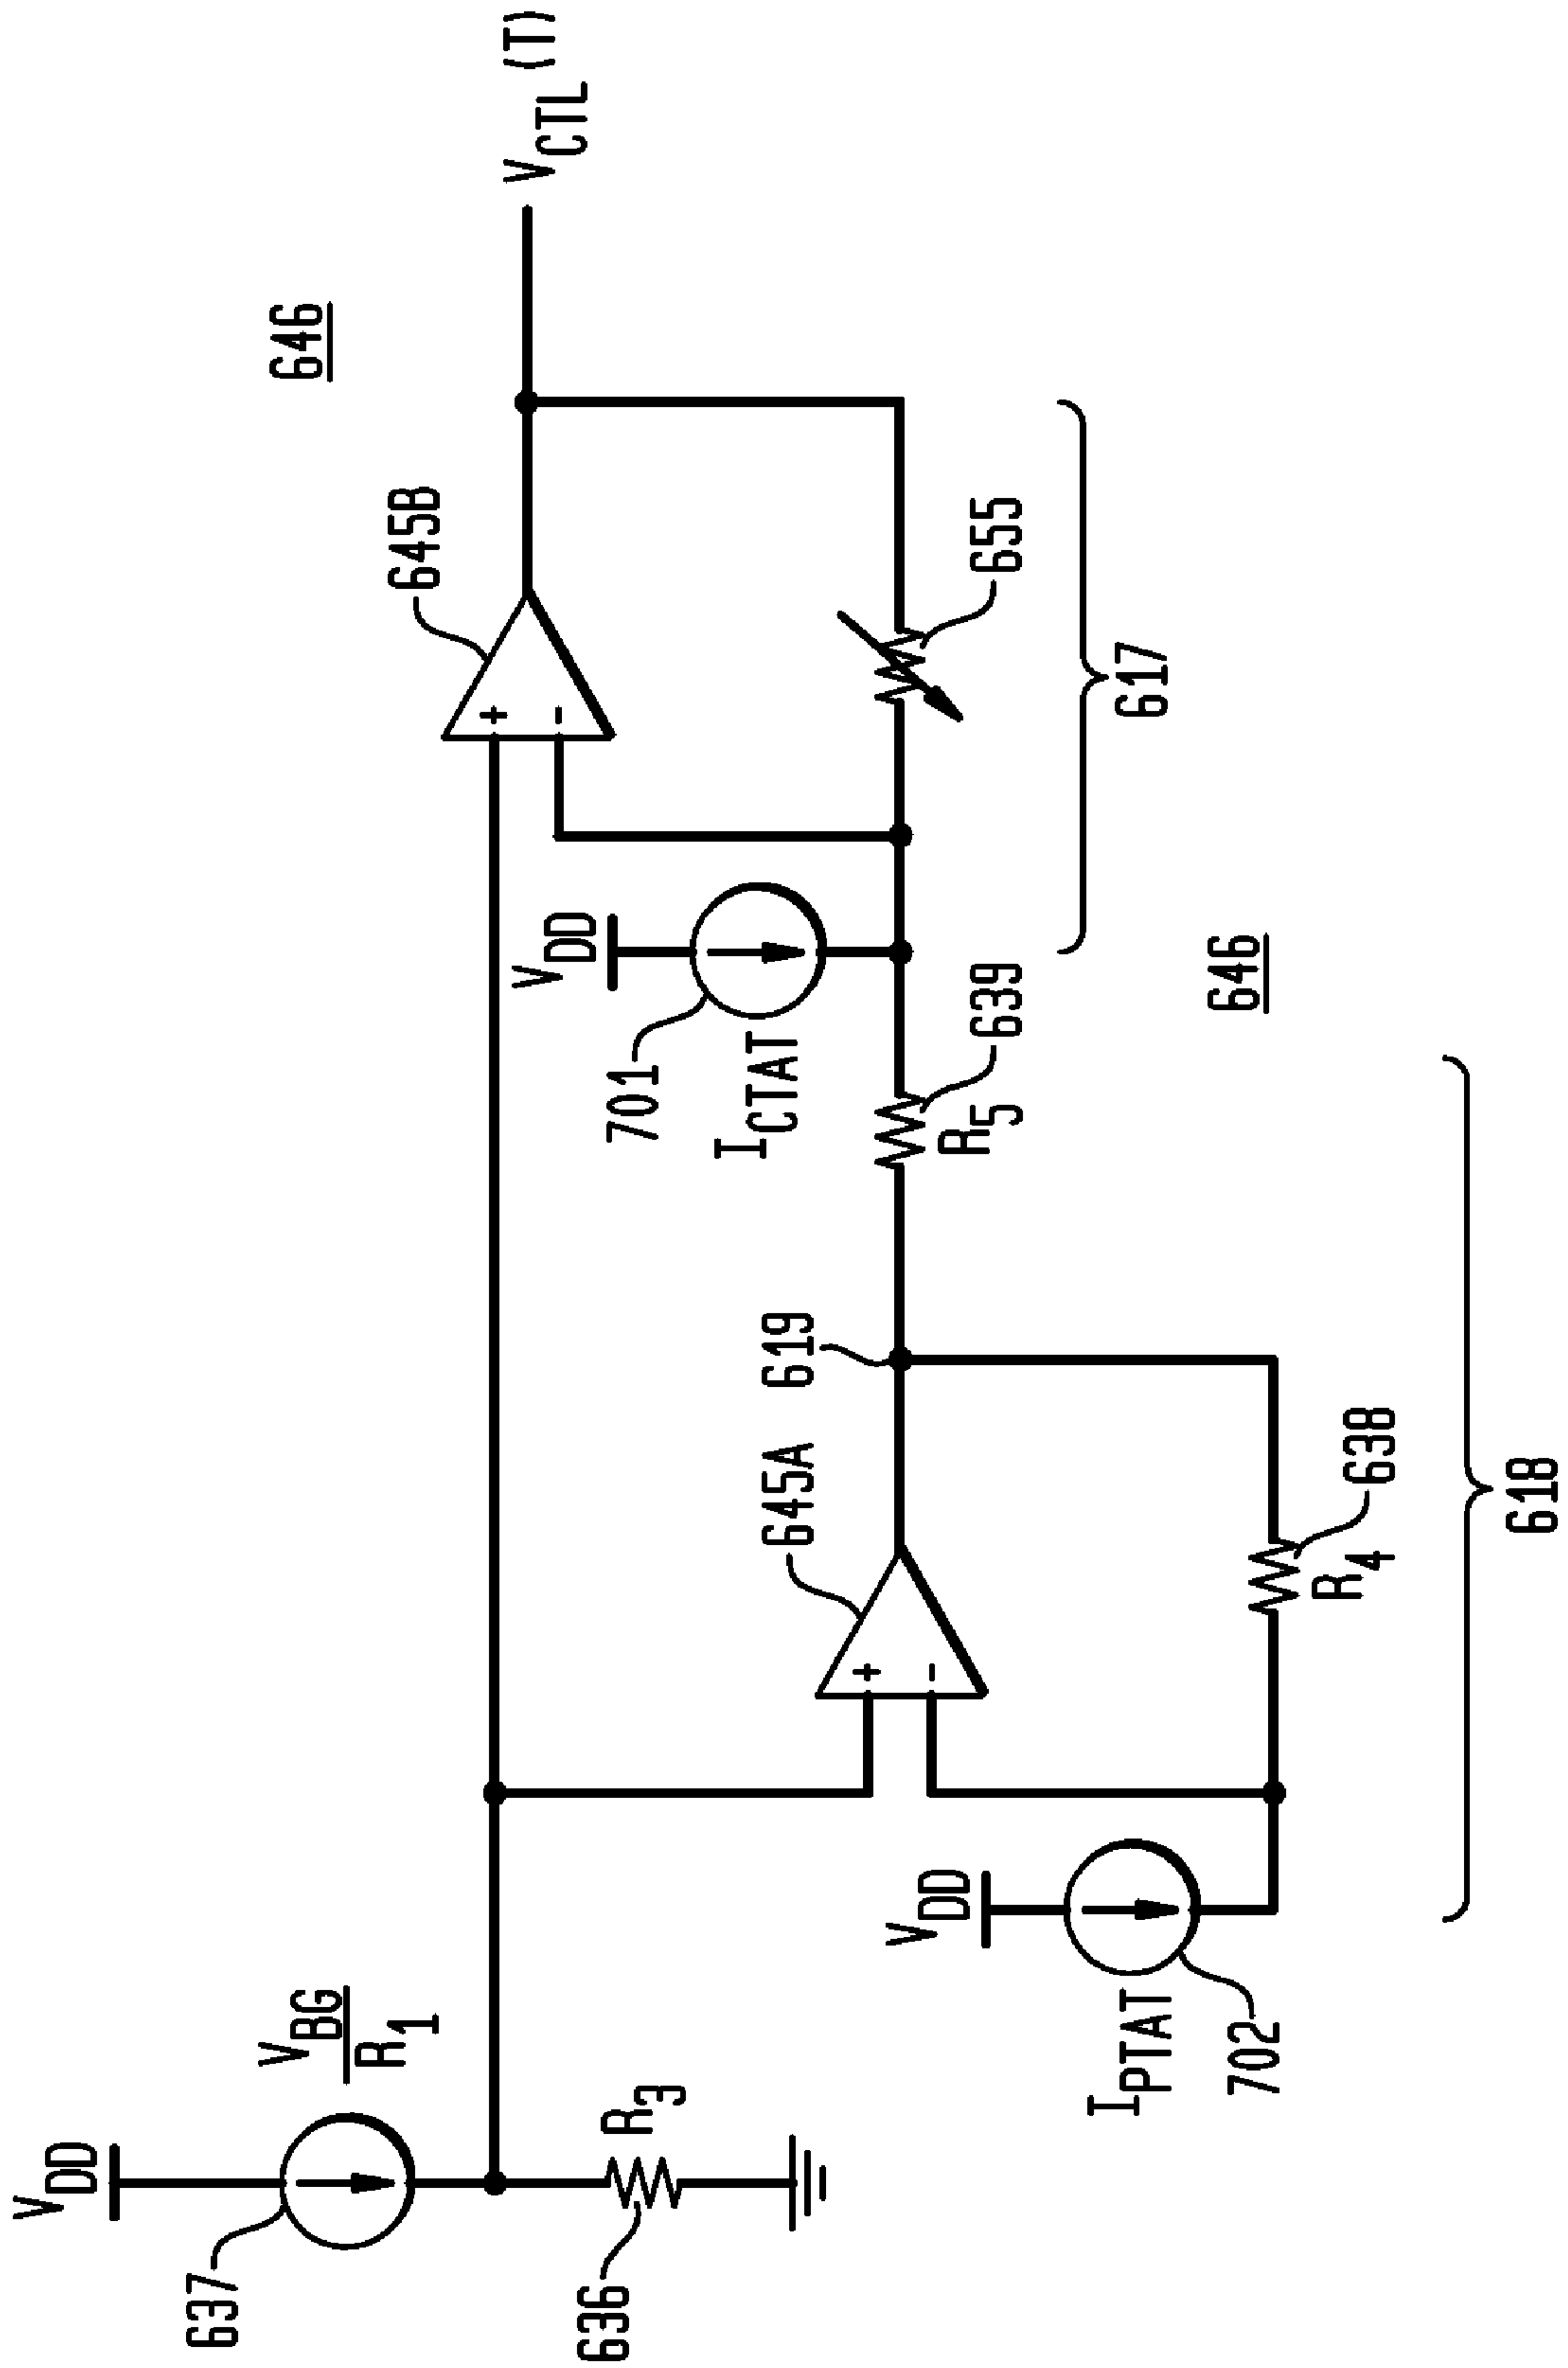 646
V_CTL (T)
645B
V_DD
701
I_CTAT
655
617
R_5
639
646
645A
619
V_DD
I_PTAT
702
R_4
638
618
V_DD
637
V_BG
R_1
R_3
636
+
-
+
-